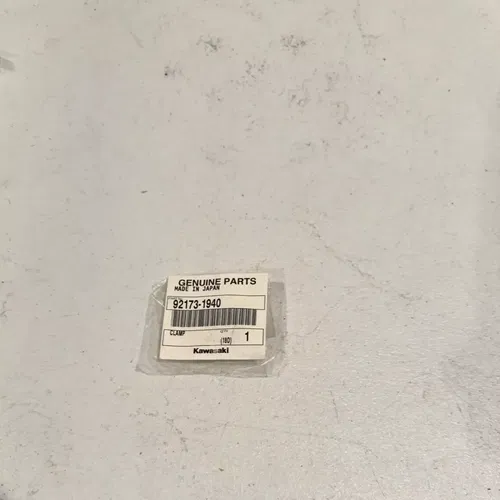 GENUINE PARTS
MADE IN JAPAN
92173-1940
CLAMP
(180) 1
Kawasaki